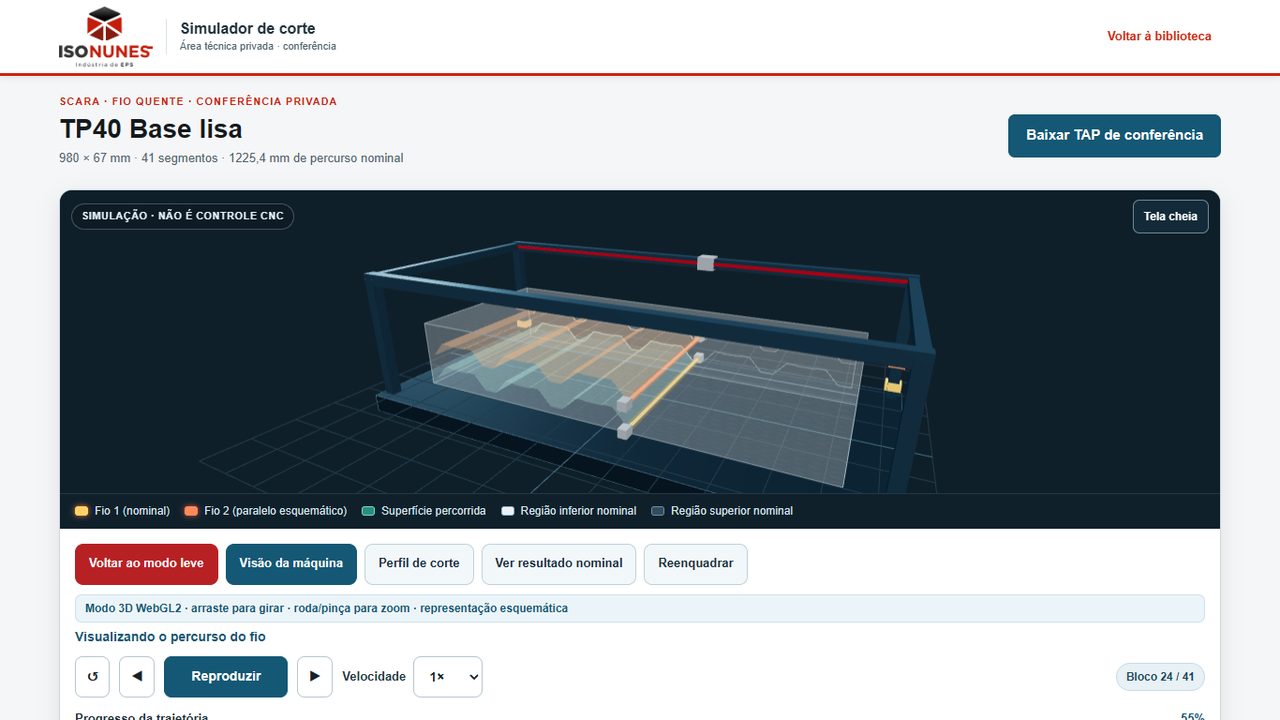 ISONUNES
Indústria de EPS
Simulador de corte
Área técnica privada · conferência
Voltar à biblioteca
SCARA · FIO QUENTE · CONFERÊNCIA PRIVADA
TP40 Base lisa
980 × 67 mm · 41 segmentos · 1225,4 mm de percurso nominal
Baixar TAP de conferência
SIMULAÇÃO · NÃO É CONTROLE CNC
Tela cheia
Fio 1 (nominal)
Fio 2 (paralelo esquemático)
Superfície percorrida
Região inferior nominal
Região superior nominal
Voltar ao modo leve
Visão da máquina
Perfil de corte
Ver resultado nominal
Reenquadrar
Modo 3D WebGL2 · arraste para girar · roda/pinça para zoom · representação esquemática
Visualizando o percurso do fio
Reproduzir
Velocidade
1×
Bloco 24 / 41
Progresso da trajetória
55%